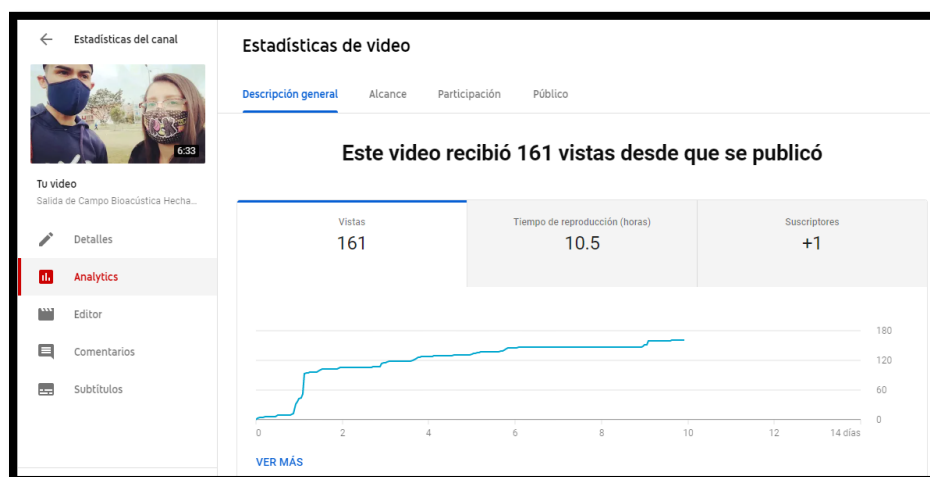 Estadísticas del canal
6:33
Tu video
Salida de Campo Bioacústica Hecha...
Detalles
Analytics
Editor
Comentarios
Subtítulos
Estadísticas de video
Descripción general Alcance Participación Público
Este video recibió 161 vistas desde que se publicó
Vistas Tiempo de reproducción (horas) Suscriptores
161 10.5 +1
180
120
60
0
0 2 4 6 8 10 12 14 días
VER MÁS